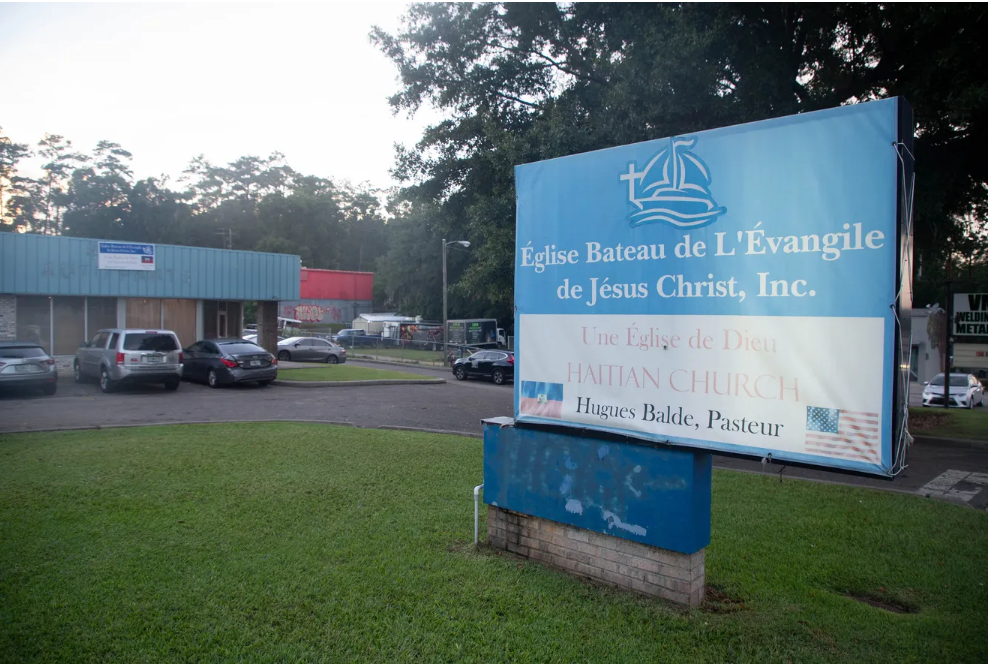 Église Bateau de L'Évangile
de Jésus Christ, Inc.
Une Église de Dieu
HAITIAN CHURCH
Hugues Balde, Pasteur